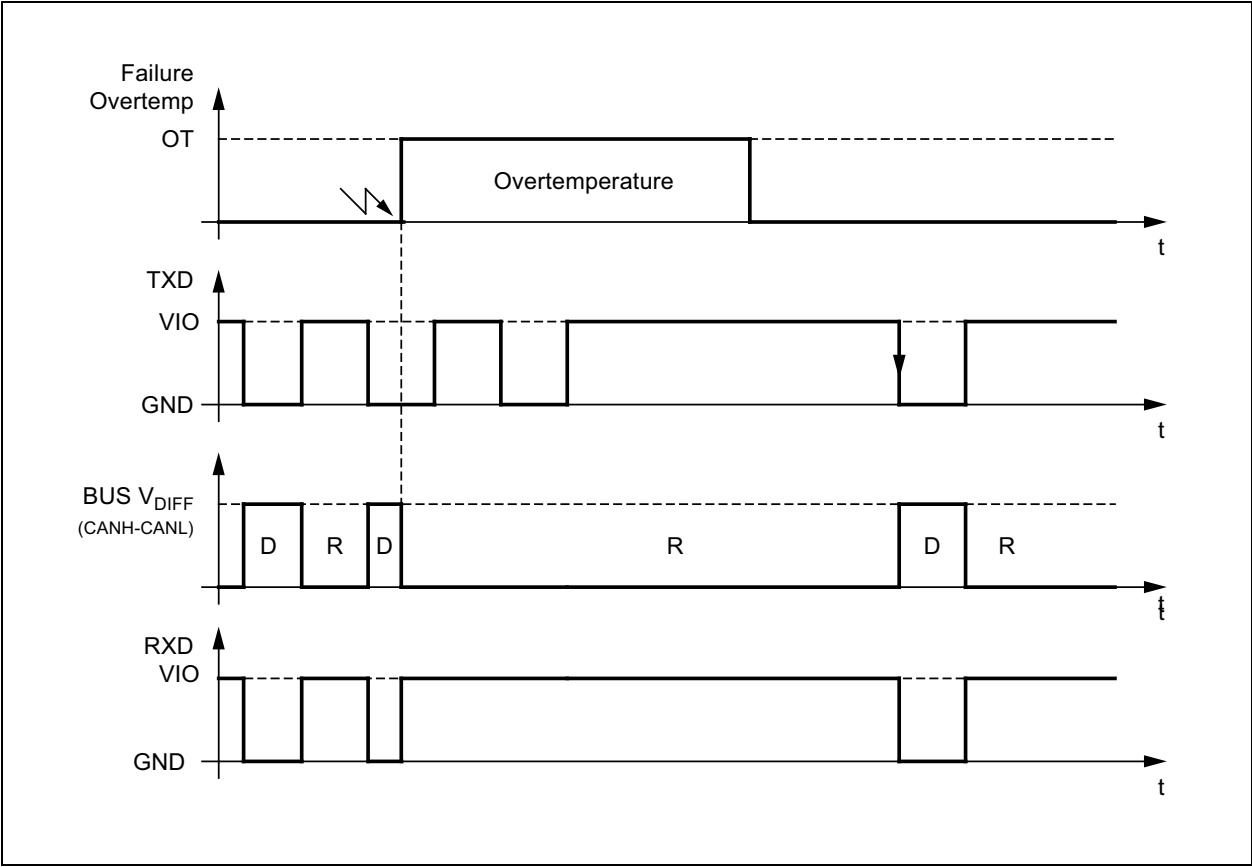 Failure
Overtemp
OT
Overtemperature
t
TXD
VIO
GND
t
BUS VDIFF
(CANH-CANL)
D R D R D R
t
t
RXD
VIO
GND
t